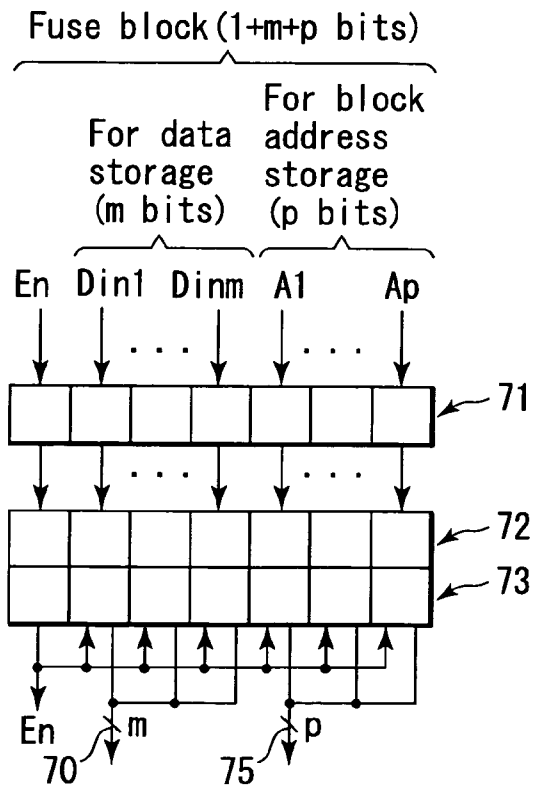 Fuse block(1+m+p bits)
For data
storage
(m bits)
For block
address
storage
(p bits)
En Din1 Dinm A1 Ap
. . . . . .
71
. . . . . .
72
73
En m p
70 75